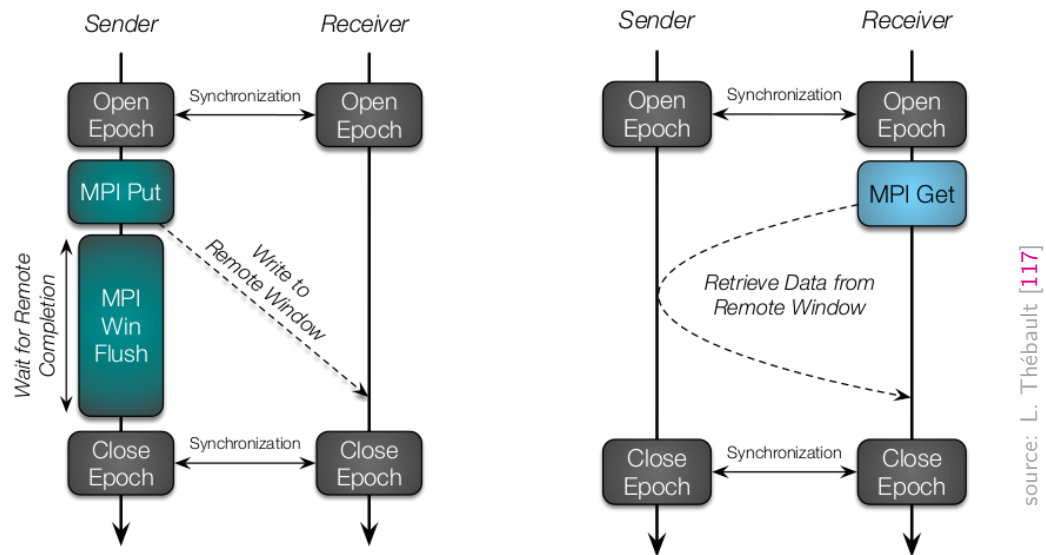 Sender
Receiver
Open
Epoch
Synchronization
Open
Epoch
MPI Put
Wait for Remote
Completion
MPI
Win
Flush
Write to
Remote Window
Close
Epoch
Synchronization
Close
Epoch
Sender
Receiver
Open
Epoch
Synchronization
Open
Epoch
MPI Get
Retrieve Data from
Remote Window
Close
Epoch
Synchronization
Close
Epoch
source: L. Thébault [117]